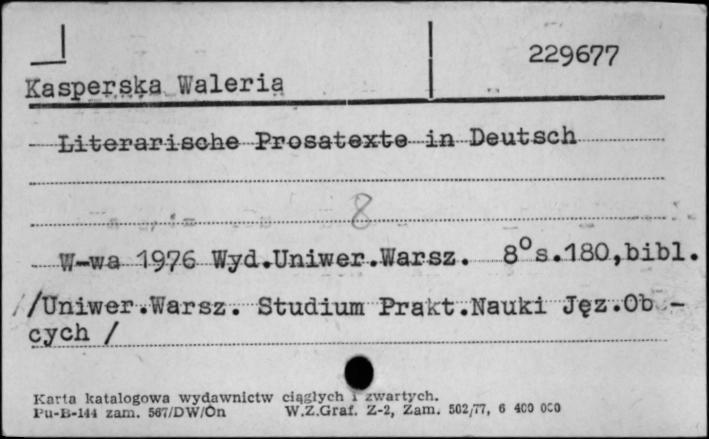 229677
Kasperska Waleria
Literarische Prosatexte in Deutsch
8
W-wa 1976 Wyd.Uniwer.Warsz. 8° s.180,bibl.
/Uniwer.Warsz. Studium Prakt.Nauki Jęz.Ob-
cych /
Karta katalogowa wydawnictw ciągłych i zwartych.
Pu-B-144 zam. 567/DW/On W.Z.Graf. Z-2, Zam. 502/77, 6 400 000